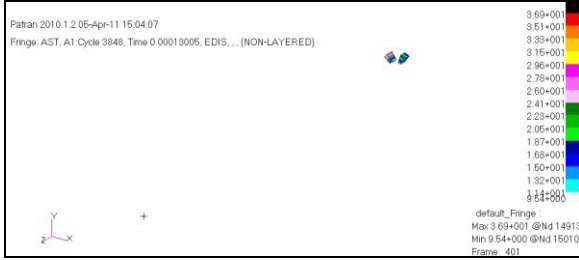 Patran 2010.1.2 05-Apr-11 15:04:07
Fringe: AST, A1:Cycle 3848, Time 0.00013005, EDIS, , , (NON-LAYERED)
3.69+001
3.51+001
3.33+001
3.15+001
2.96+001
2.78+001
2.60+001
2.41+001
2.23+001
2.05+001
1.87+001
1.68+001
1.50+001
1.32+001
1.14+001
9.54+000
Y
Z
X
default_Fringe :
Max 3.69+001 @Nd 14913
Min 9.54+000 @Nd 15010
Frame: 401